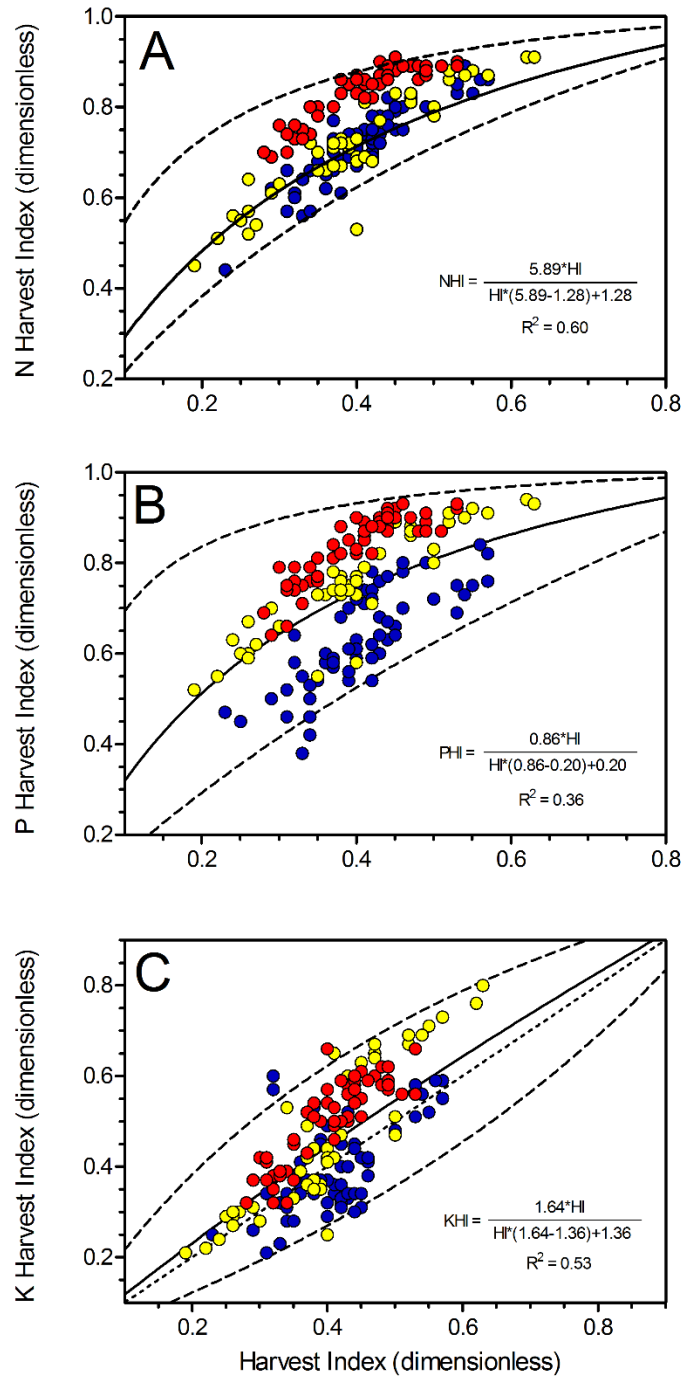 A
N Harvest Index (dimensionless)
1.0
0.8
0.6
0.4
0.2
NHI = 5.89*HI
HI*(5.89-1.28)+1.28
R² = 0.60
0.2 0.4 0.6 0.8
B
P Harvest Index (dimensionless)
1.0
0.8
0.6
0.4
0.2
PHI = 0.86*HI
HI*(0.86-0.20)+0.20
R² = 0.36
0.2 0.4 0.6 0.8
C
K Harvest Index (dimensionless)
0.8
0.6
0.4
0.2
KHI = 1.64*HI
HI*(1.64-1.36)+1.36
R² = 0.53
0.2 0.4 0.6 0.8
Harvest Index (dimensionless)